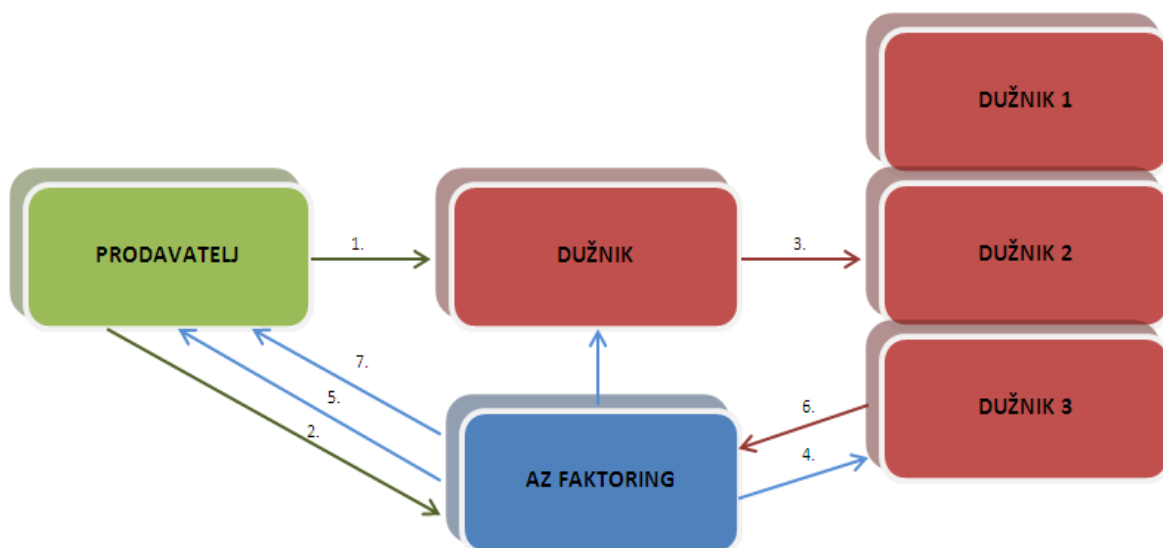 DUŽNIK 1
PRODAVATELJ
1.
DUŽNIK
3.
DUŽNIK 2
7.
5.
2.
6.
DUŽNIK 3
4.
AZ FAKTORING